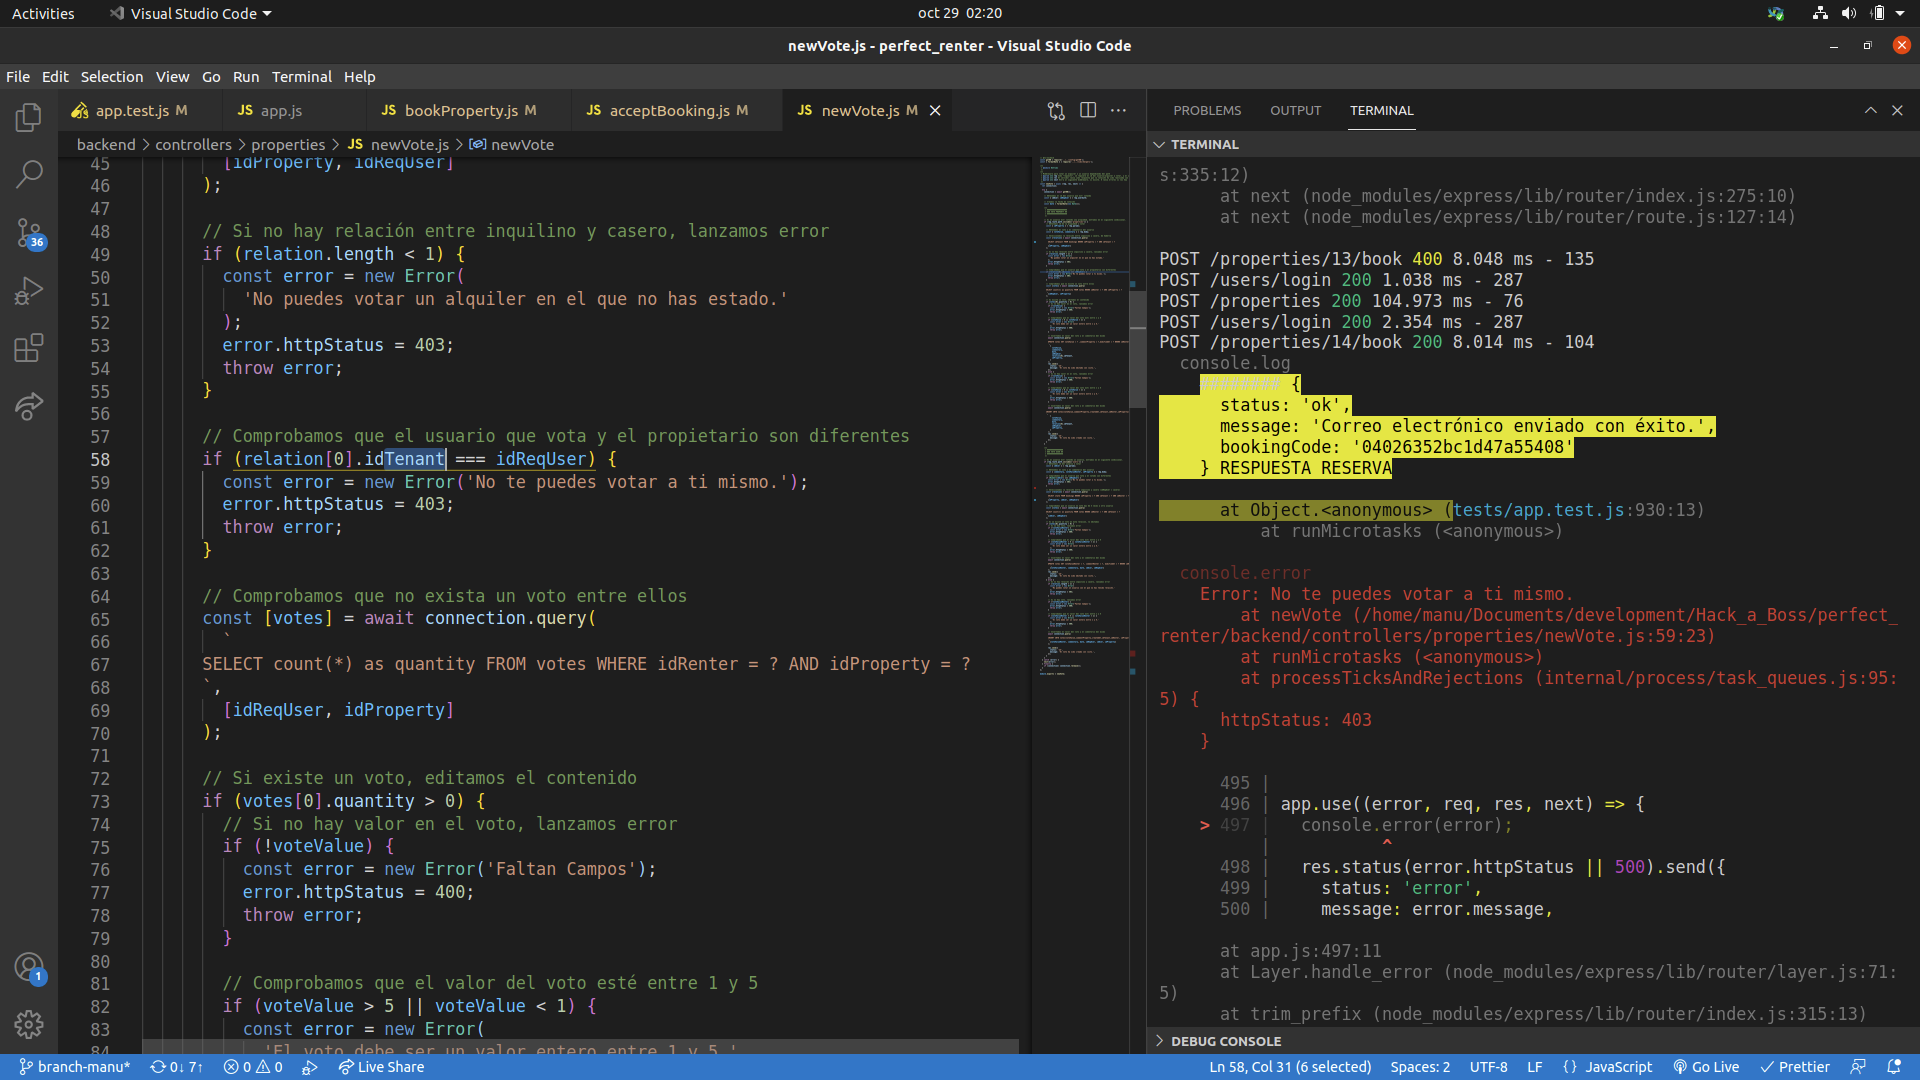 Activities
Visual Studio Code
oct 29 02:20
newVote.js - perfect_renter - Visual Studio Code
File Edit Selection View Go Run Terminal Help
app.test.js M
JS app.js
JS bookProperty.js M
JS acceptBooking.js M
JS newVote.js M
backend > controllers > properties > JS newVote.js > newVote
36
1
45 [idProperty, idReqUser]
46 );
47
48 // Si no hay relación entre inquilino y casero, lanzamos error
49 if (relation.length < 1) {
50 const error = new Error(
51 'No puedes votar un alquiler en el que no has estado.'
52 );
53 error.httpStatus = 403;
54 throw error;
55 }
56
57 // Comprobamos que el usuario que vota y el propietario son diferentes
58 if (relation[0].idTenant === idReqUser) {
59 const error = new Error('No te puedes votar a ti mismo.');
60 error.httpStatus = 403;
61 throw error;
62 }
63
64 // Comprobamos que no exista un voto entre ellos
65 const [votes] = await connection.query(
66 `
67 SELECT count(*) as quantity FROM votes WHERE idRenter = ? AND idProperty = ?
68 `,
69 [idReqUser, idProperty]
70 );
71
72 // Si existe un voto, editamos el contenido
73 if (votes[0].quantity > 0) {
74 // Si no hay valor en el voto, lanzamos error
75 if (!voteValue) {
76 const error = new Error('Faltan Campos');
77 error.httpStatus = 400;
78 throw error;
79 }
80
81 // Comprobamos que el valor del voto esté entre 1 y 5
82 if (voteValue > 5 || voteValue < 1) {
83 const error = new Error(
84 'El voto debe ser un valor entero entre 1 y 5.'
PROBLEMS OUTPUT TERMINAL
TERMINAL
s:335:12)
at next (node_modules/express/lib/router/index.js:275:10)
at next (node_modules/express/lib/router/route.js:127:14)
POST /properties/13/book 400 8.048 ms - 135
POST /users/login 200 1.038 ms - 287
POST /properties 200 104.973 ms - 76
POST /users/login 200 2.354 ms - 287
POST /properties/14/book 200 8.014 ms - 104
console.log
######## {
status: 'ok',
message: 'Correo electrónico enviado con éxito.',
bookingCode: '04026352bc1d47a55408'
} RESPUESTA RESERVA
at Object.<anonymous> (tests/app.test.js:930:13)
at runMicrotasks (<anonymous>)
console.error
Error: No te puedes votar a ti mismo.
at newVote (/home/manu/Documents/development/Hack_a_Boss/perfect_
renter/backend/controllers/properties/newVote.js:59:23)
at runMicrotasks (<anonymous>)
at processTicksAndRejections (internal/process/task_queues.js:95:
5) {
httpStatus: 403
}
495 |
496 | app.use((error, req, res, next) => {
> 497 | console.error(error);
| ^
498 | res.status(error.httpStatus || 500).send({
499 | status: 'error',
500 | message: error.message,
at app.js:497:11
at Layer.handle_error (node_modules/express/lib/router/layer.js:71:
5)
at trim_prefix (node_modules/express/lib/router/index.js:315:13)
DEBUG CONSOLE
branch-manu* 0↓ 7↑ 0 0 Live Share
Ln 58, Col 31 (6 selected) Spaces: 2 UTF-8 LF {} JavaScript Go Live Prettier